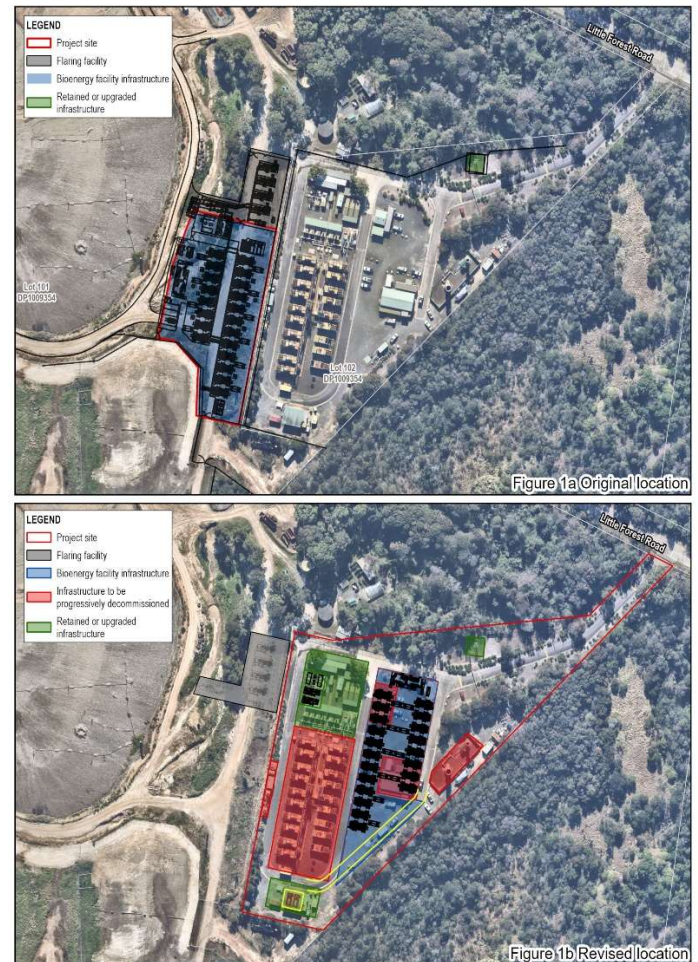 LEGEND
Project site
Flaring facility
Bioenergy facility infrastructure
Retained or upgraded
infrastructure
Little Forest Road
Lot 101
DP1009354
Lot 102
DP1009354
Figure 1a Original location
LEGEND
Project site
Flaring facility
Bioenergy facility infrastructure
Infrastructure to be
progressively decommissioned
Retained or upgraded
infrastructure
Little Forest Road
Figure 1b Revised location